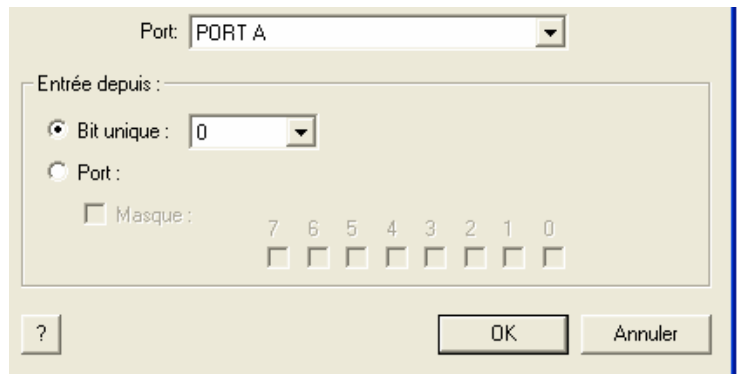 Port: PORT A
Entrée depuis :
Bit unique : 0
Port :
Masque :
7 6 5 4 3 2 1 0
? OK Annuler